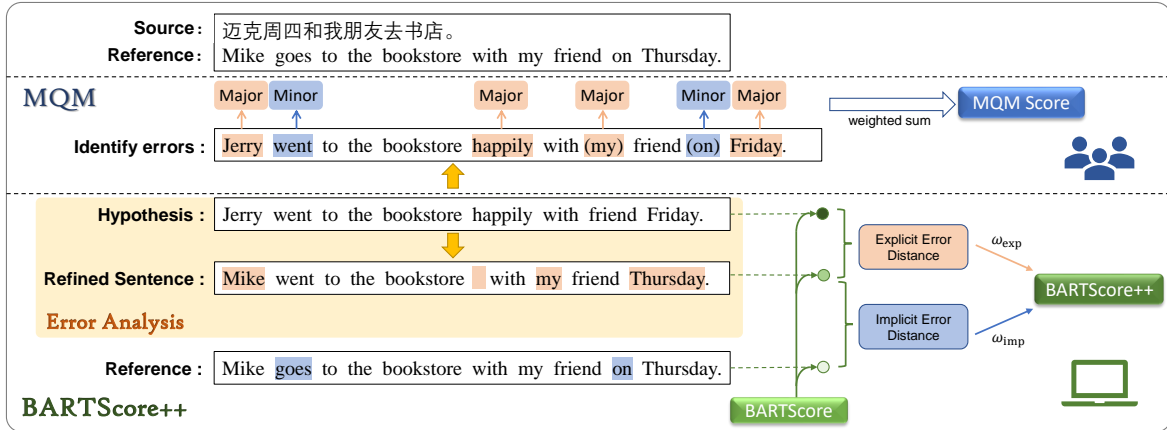 Source： 迈克周四和我朋友去书店。
Reference： Mike goes to the bookstore with my friend on Thursday.
MQM
Major Minor Major Major Minor Major
weighted sum
MQM Score
Identify errors : Jerry went to the bookstore happily with (my) friend (on) Friday.
Hypothesis : Jerry went to the bookstore happily with friend Friday.
Explicit Error Distance
ωexp
Refined Sentence : Mike went to the bookstore with my friend Thursday.
BARTScore++
Error Analysis
Implicit Error Distance
ωimp
Reference : Mike goes to the bookstore with my friend on Thursday.
BARTScore++
BARTScore